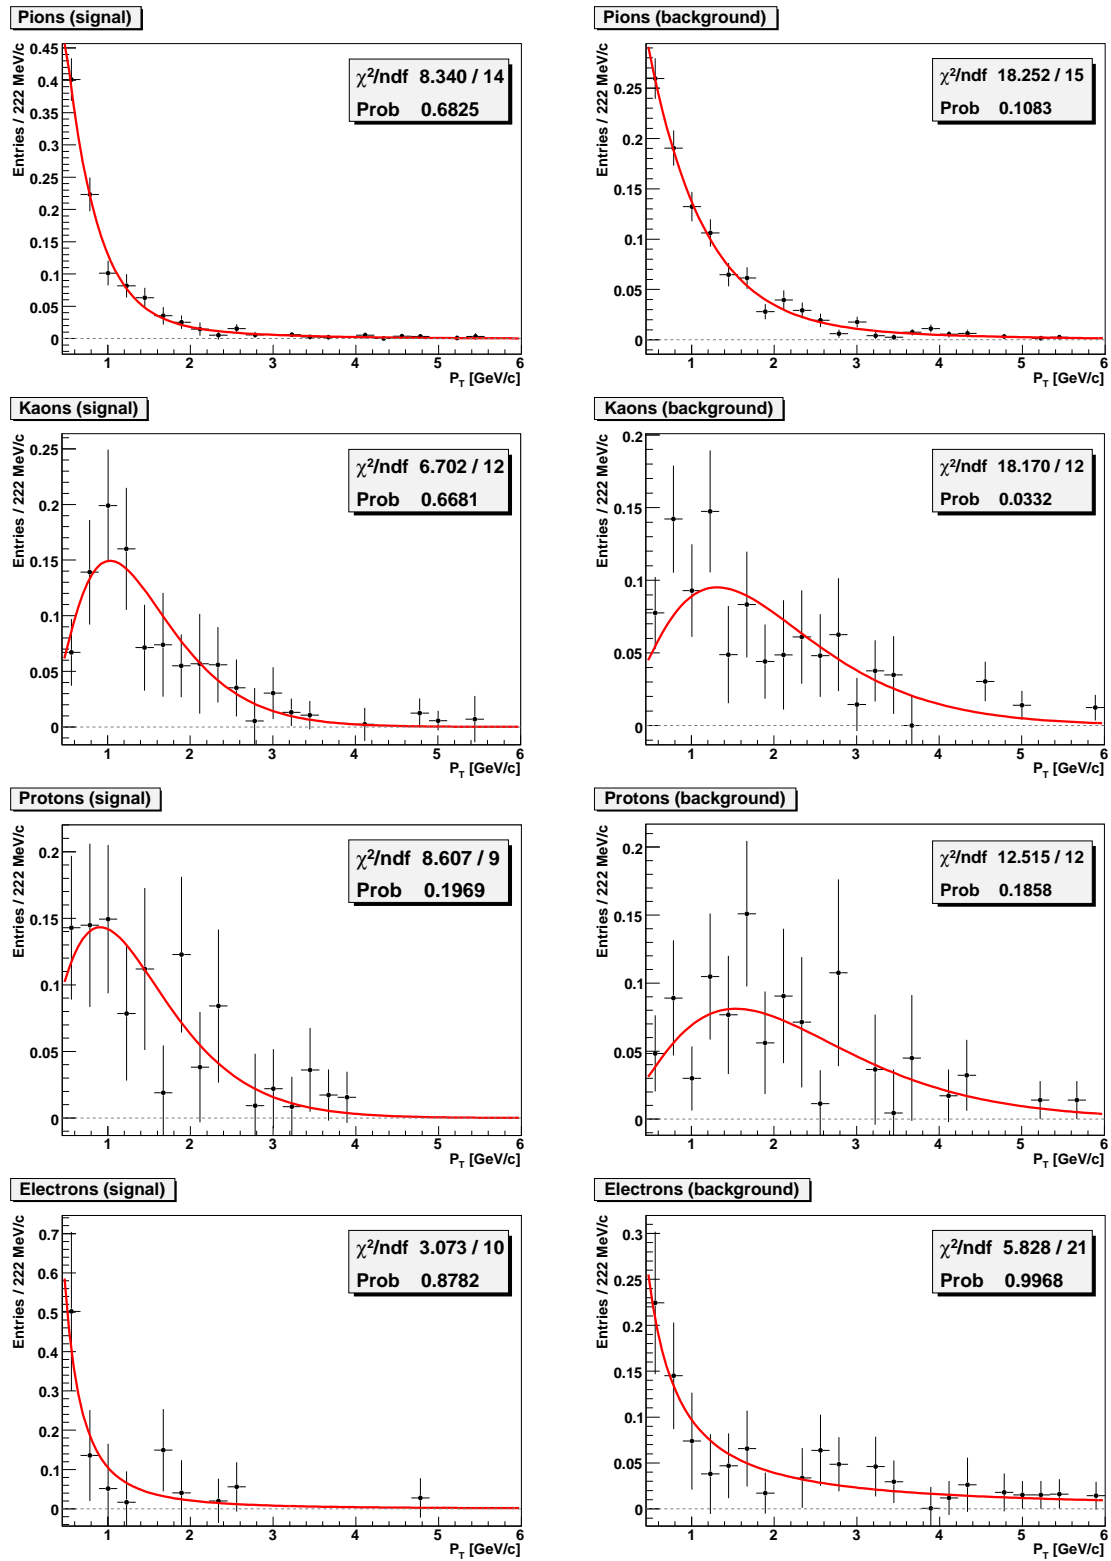 Pions (signal)
Entries / 222 MeV/c
0.45
0.4
0.35
0.3
0.25
0.2
0.15
0.1
0.05
0
χ²/ndf 8.340 / 14
Prob 0.6825
1 2 3 4 5 6
P_T [GeV/c]
Pions (background)
Entries / 222 MeV/c
0.25
0.2
0.15
0.1
0.05
0
χ²/ndf 18.252 / 15
Prob 0.1083
1 2 3 4 5 6
P_T [GeV/c]
Kaons (signal)
Entries / 222 MeV/c
0.25
0.2
0.15
0.1
0.05
0
χ²/ndf 6.702 / 12
Prob 0.6681
1 2 3 4 5 6
P_T [GeV/c]
Kaons (background)
Entries / 222 MeV/c
0.2
0.15
0.1
0.05
0
χ²/ndf 18.170 / 12
Prob 0.0332
1 2 3 4 5 6
P_T [GeV/c]
Protons (signal)
Entries / 222 MeV/c
0.2
0.15
0.1
0.05
0
χ²/ndf 8.607 / 9
Prob 0.1969
1 2 3 4 5 6
P_T [GeV/c]
Protons (background)
Entries / 222 MeV/c
0.2
0.15
0.1
0.05
0
χ²/ndf 12.515 / 12
Prob 0.1858
1 2 3 4 5 6
P_T [GeV/c]
Electrons (signal)
Entries / 222 MeV/c
0.7
0.6
0.5
0.4
0.3
0.2
0.1
0
χ²/ndf 3.073 / 10
Prob 0.8782
1 2 3 4 5 6
P_T [GeV/c]
Electrons (background)
Entries / 222 MeV/c
0.3
0.25
0.2
0.15
0.1
0.05
0
χ²/ndf 5.828 / 21
Prob 0.9968
1 2 3 4 5 6
P_T [GeV/c]